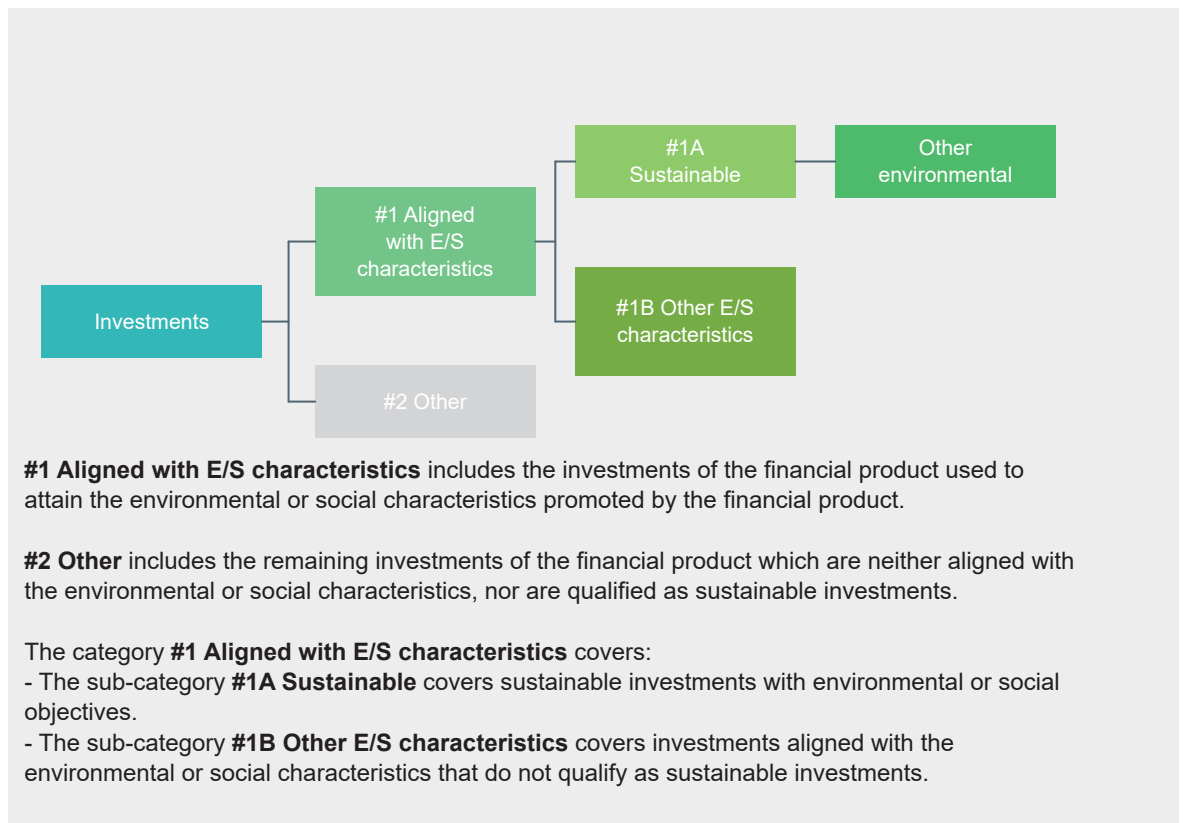 #1A
Sustainable
Other
environmental
#1 Aligned
with E/S
characteristics
Investments
#1B Other E/S
characteristics
#2 Other
#1 Aligned with E/S characteristics includes the investments of the financial product used to
attain the environmental or social characteristics promoted by the financial product.
#2 Other includes the remaining investments of the financial product which are neither aligned with
the environmental or social characteristics, nor are qualified as sustainable investments.
The category #1 Aligned with E/S characteristics covers:
- The sub-category #1A Sustainable covers sustainable investments with environmental or social
objectives.
- The sub-category #1B Other E/S characteristics covers investments aligned with the
environmental or social characteristics that do not qualify as sustainable investments.